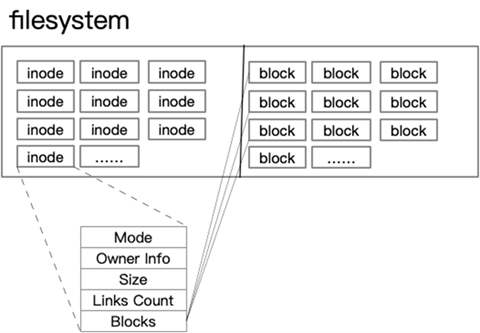 filesystem
inode inode inode block block block
inode inode inode block block block
inode inode inode block block block
inode ...... block ......
Mode
Owner Info
Size
Links Count
Blocks